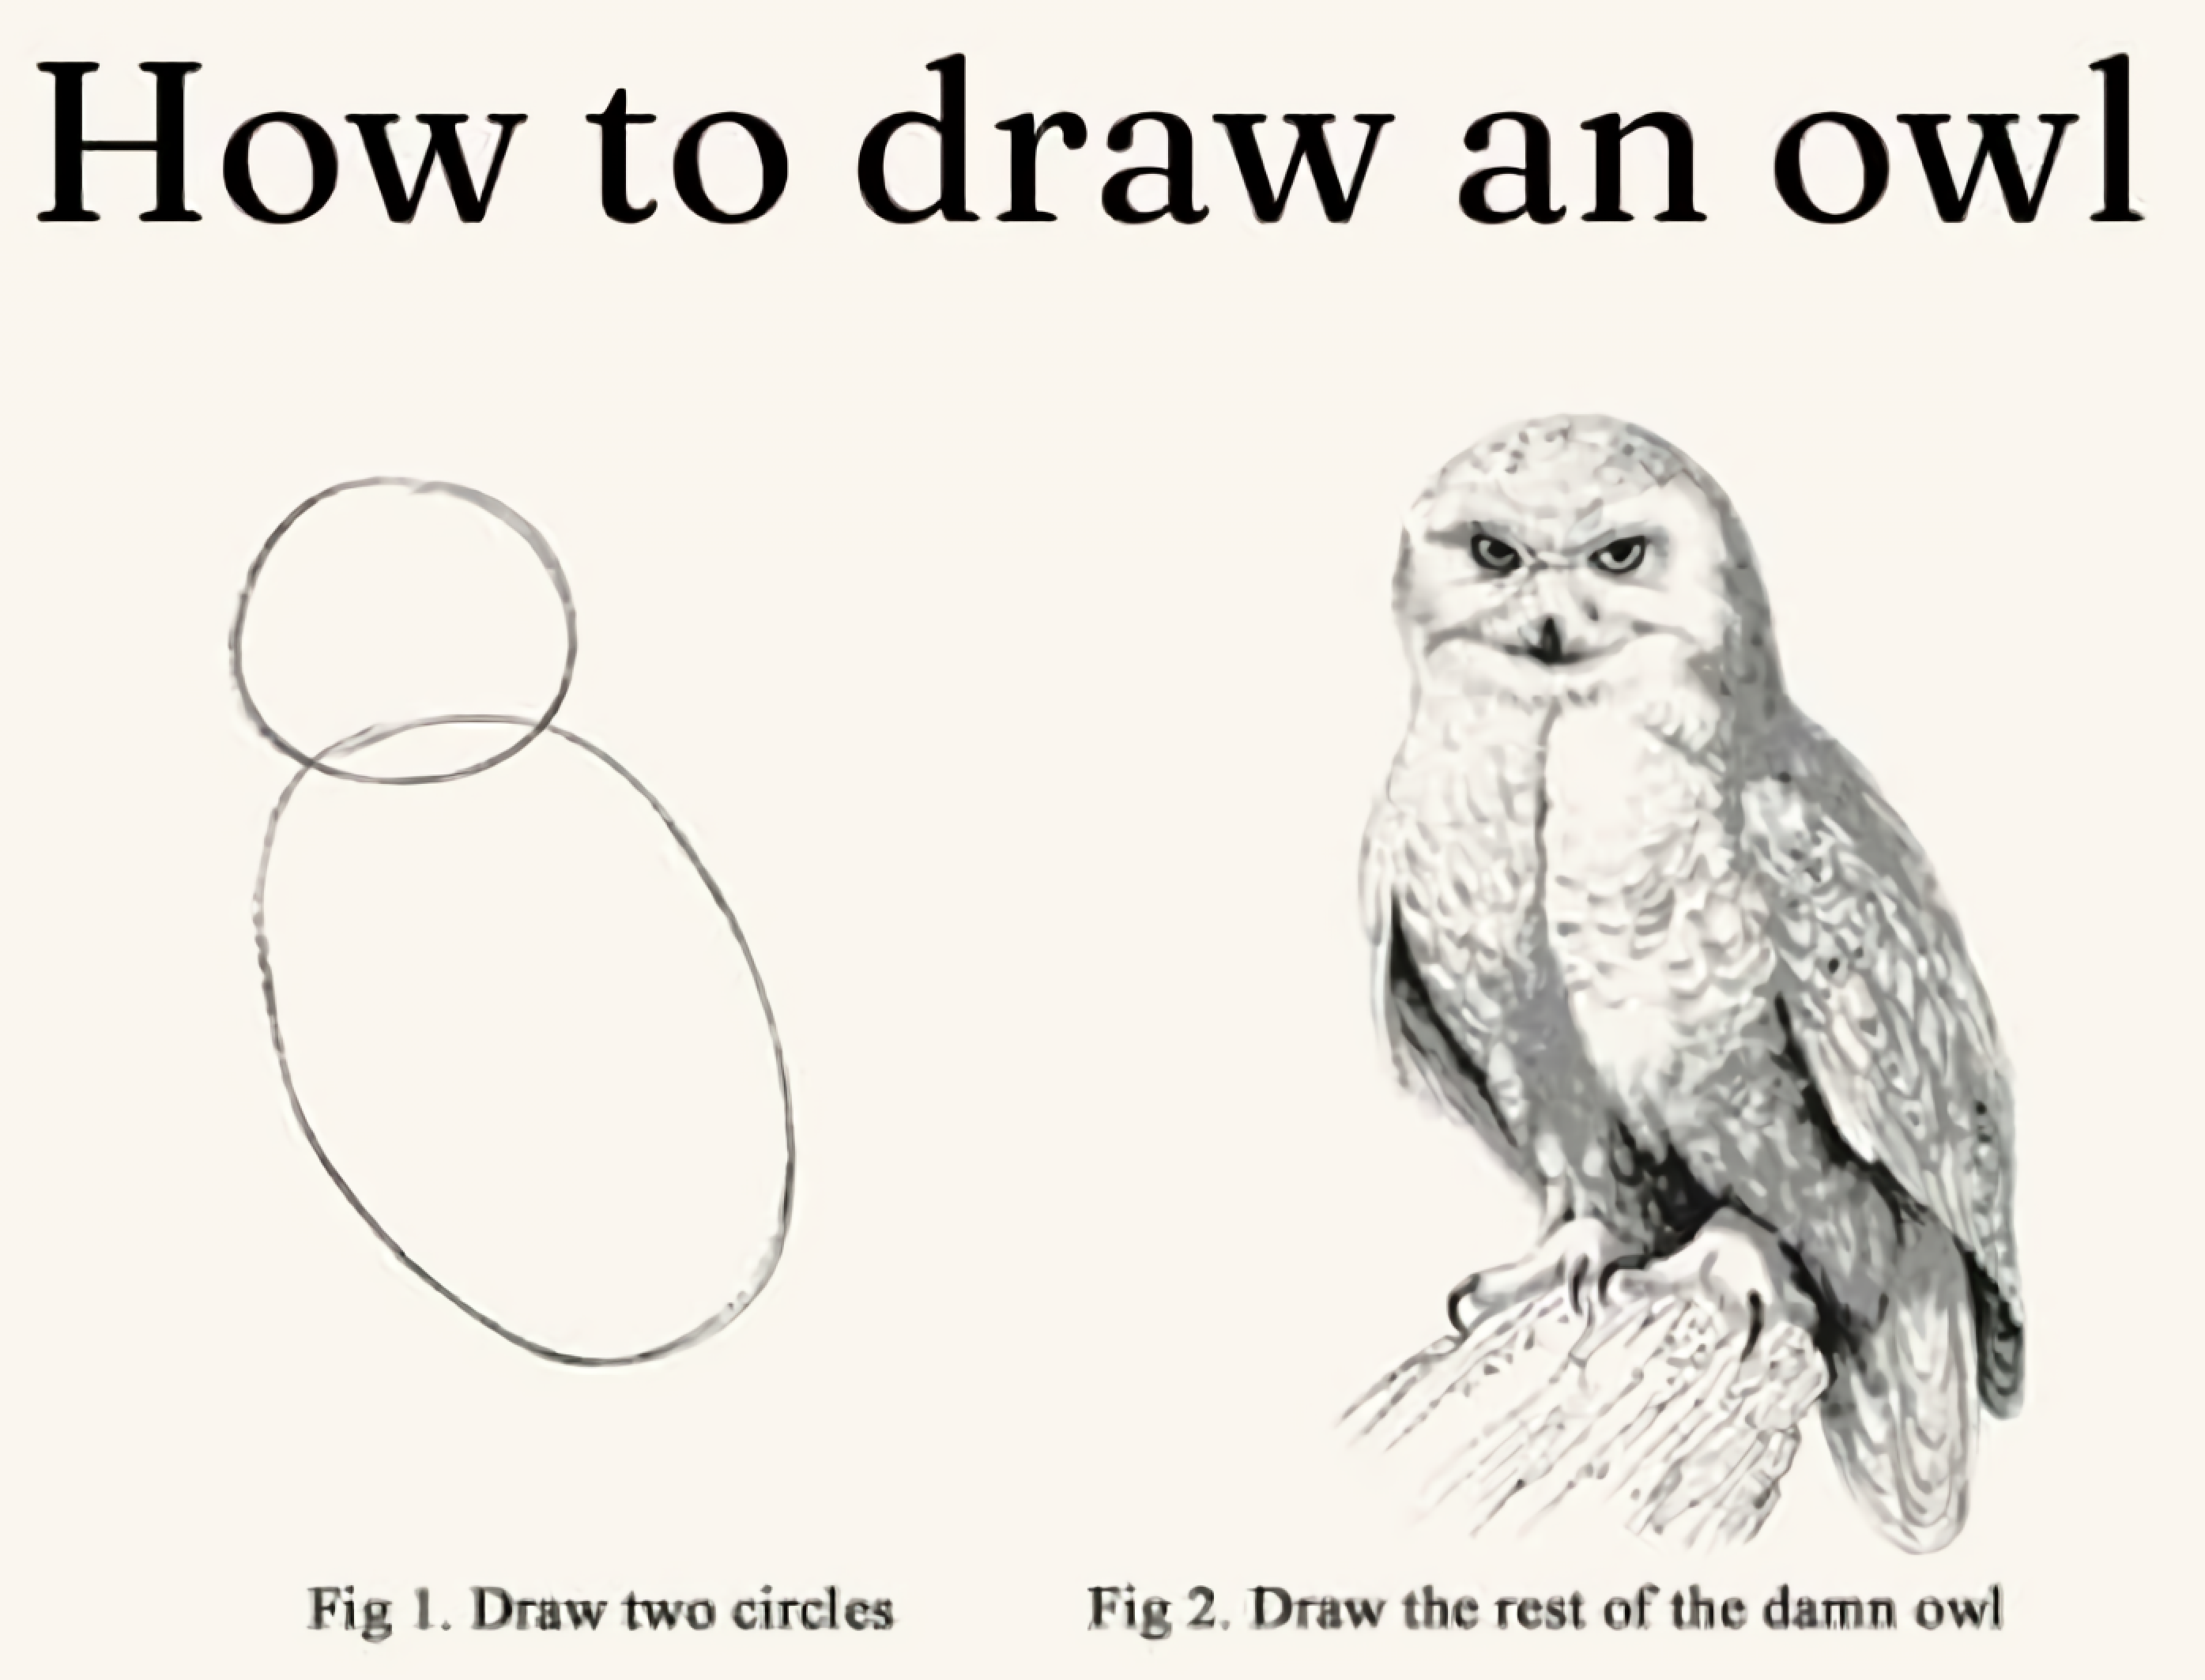 How to draw an owl
Fig 1. Draw two circles
Fig 2. Draw the rest of the damn owl